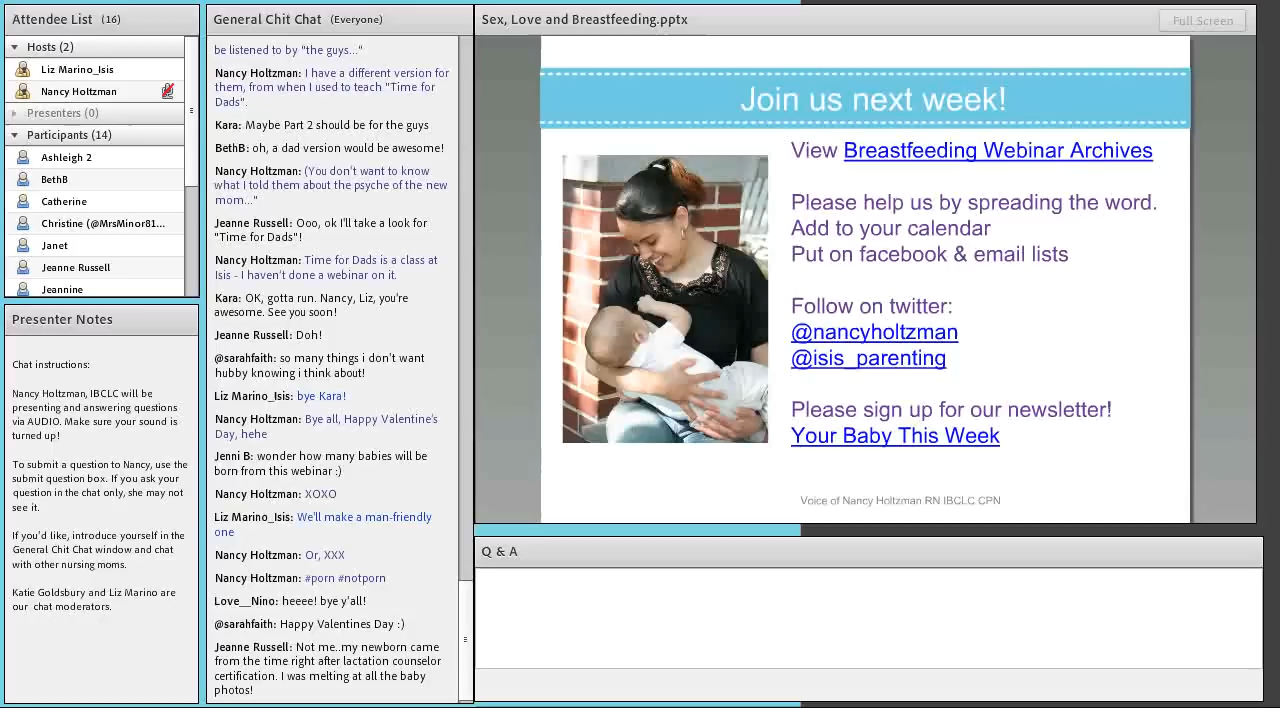 Attendee List (16)
Hosts (2)
Liz Marino_Isis
Nancy Holtzman
Presenters (0)
Participants (14)
Ashleigh 2
BethB
Catherine
Christine (@MrsMinor81...
Janet
Jeanne Russell
Jeannine
Presenter Notes
Chat instructions:
Nancy Holtzman, IBCLC will be
presenting and answering questions
via AUDIO. Make sure your sound is
turned up!
To submit a question to Nancy, use the
submit question box. If you ask your
question in the chat only, she may not
see it.
If you'd like, introduce yourself in the
General Chit Chat window and chat
with other nursing moms.
Katie Goldsbury and Liz Marino are
our chat moderators.
General Chit Chat (Everyone)
be listened to by "the guys..."
Nancy Holtzman: I have a different version for
them, from when I used to teach "Time for
Dads".
Kara: Maybe Part 2 should be for the guys
BethB: oh, a dad version would be awesome!
Nancy Holtzman: (You don't want to know
what I told them about the psyche of the new
mom..."
Jeanne Russell: Ooo, ok I'll take a look for
"Time for Dads"!
Nancy Holtzman: Time for Dads is a class at
Isis - I haven't done a webinar on it.
Kara: OK, gotta run. Nancy, Liz, you're
awesome. See you soon!
Jeanne Russell: Doh!
@sarahfaith: so many things i don't want
hubby knowing i think about!
Liz Marino_Isis: bye Kara!
Nancy Holtzman: Bye all, Happy Valentine's
Day, hehe
Jenni B: wonder how many babies will be
born from this webinar :)
Nancy Holtzman: XOXO
Liz Marino_Isis: We'll make a man-friendly
one
Nancy Holtzman: Or, XXX
Nancy Holtzman: #porn #notporn
Love__Nino: heeee! bye y'all!
@sarahfaith: Happy Valentines Day :)
Jeanne Russell: Not me..my newborn came
from the time right after lactation counselor
certification. I was melting at all the baby
photos!
Sex, Love and Breastfeeding.pptx
Full Screen
Join us next week!
View Breastfeeding Webinar Archives
Please help us by spreading the word.
Add to your calendar
Put on facebook & email lists
Follow on twitter:
@nancyholtzman
@isis_parenting
Please sign up for our newsletter!
Your Baby This Week
Voice of Nancy Holtzman RN IBCLC CPN
Q & A